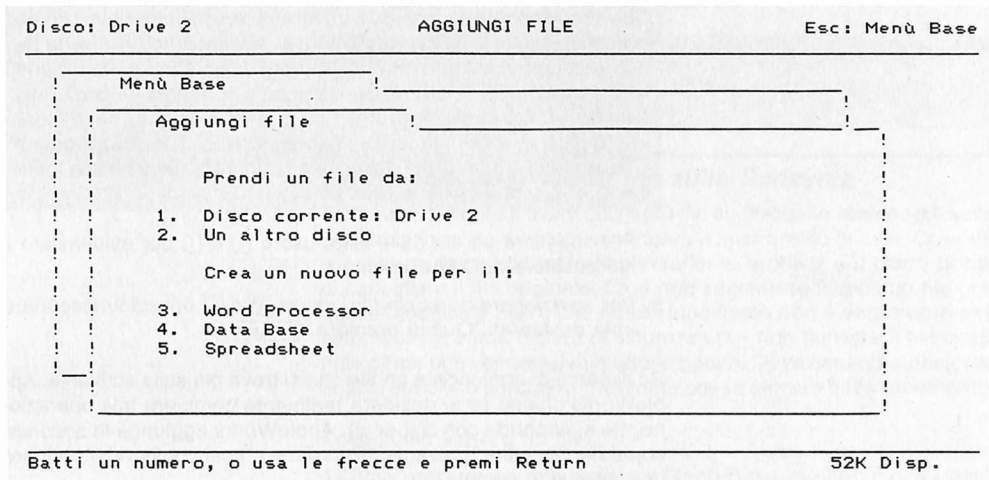 Disco: Drive 2 AGGIUNGI FILE Esc: Menù Base
Menù Base
Aggiungi file
Prendi un file da:
1. Disco corrente: Drive 2
2. Un altro disco
Crea un nuovo file per il:
3. Word Processor
4. Data Base
5. Spreadsheet
Batti un numero, o usa le frecce e premi Return 52K Disp.